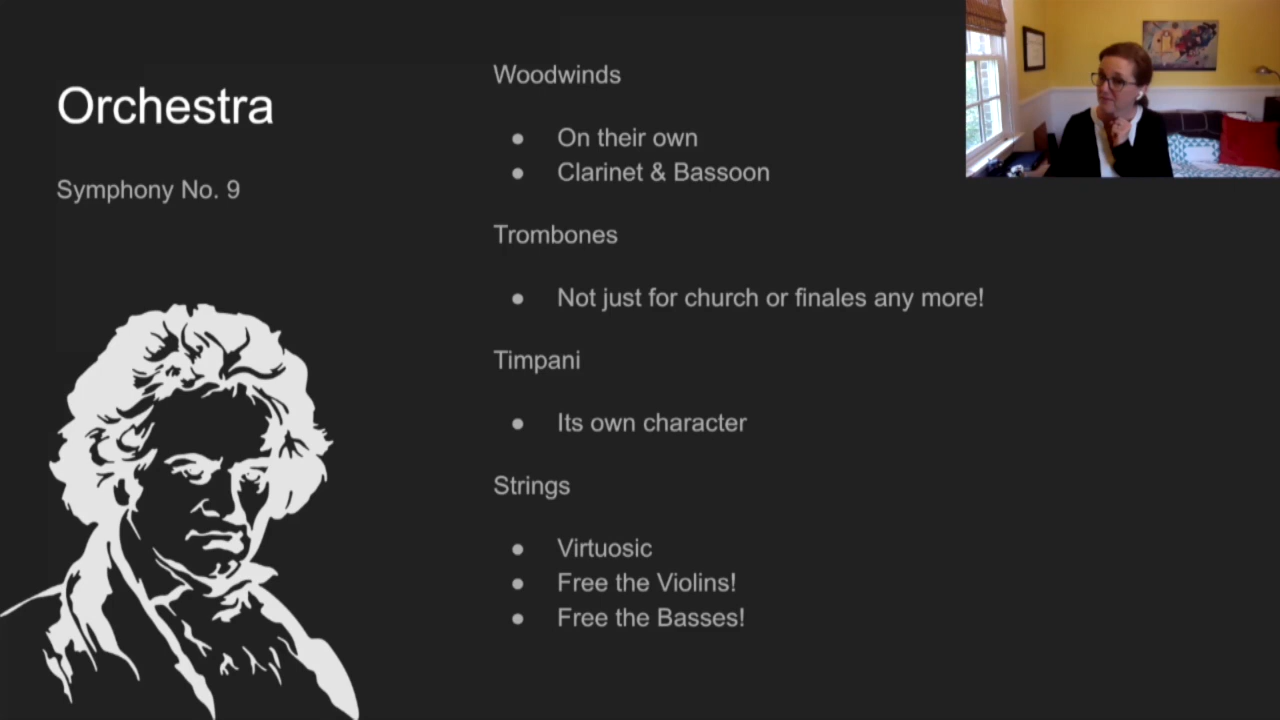 Orchestra
Symphony No. 9
Woodwinds
● On their own
● Clarinet & Bassoon
Trombones
● Not just for church or finales any more!
Timpani
● Its own character
Strings
● Virtuosic
● Free the Violins!
● Free the Basses!